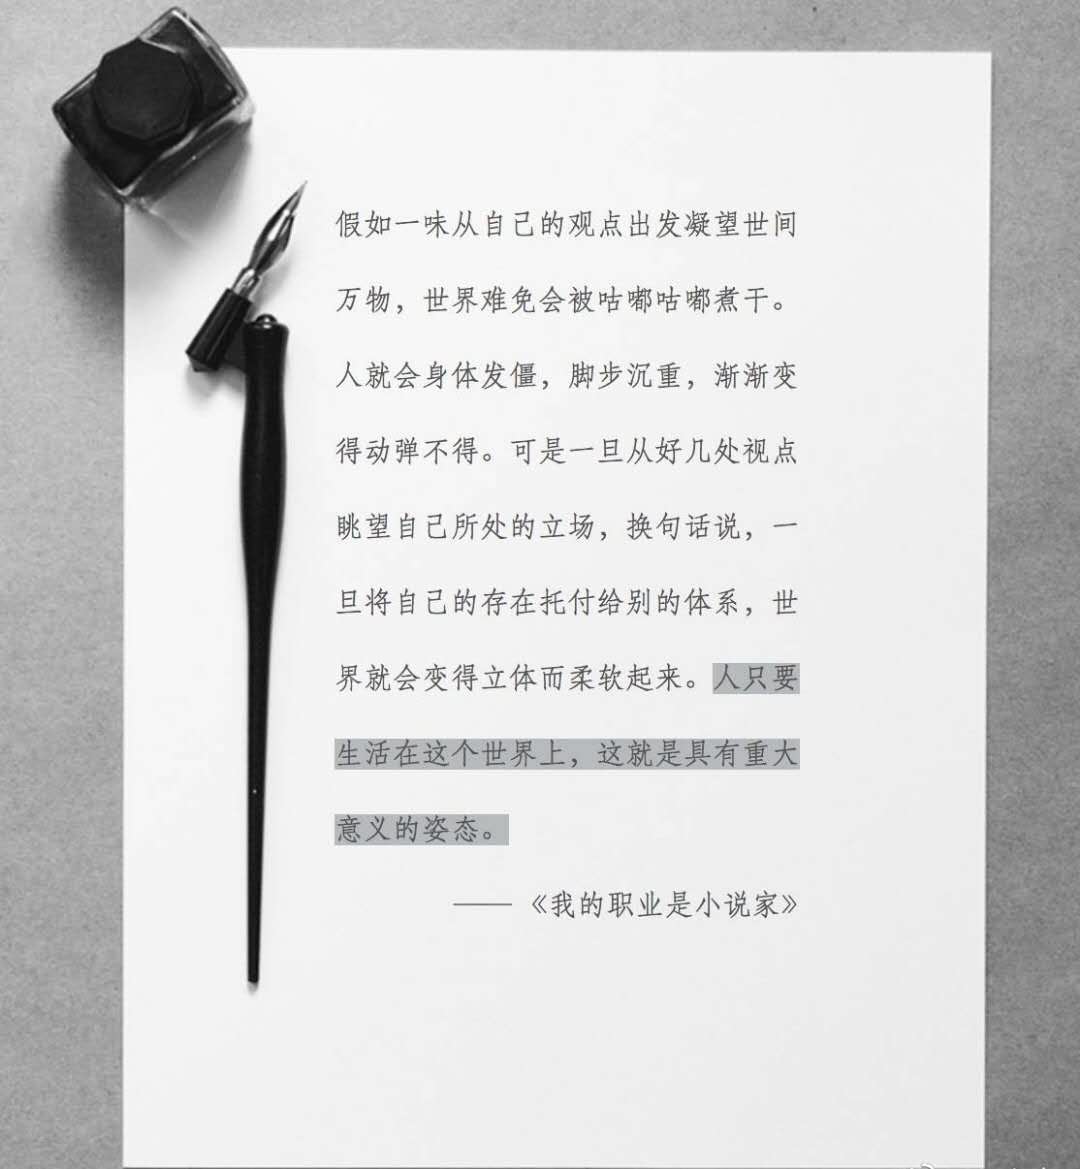 假如一味从自己的观点出发凝望世间
万物，世界难免会被咕嘟咕嘟煮干。
人就会身体发僵，脚步沉重，渐渐变
得动弹不得。可是一旦从好几处视点
眺望自己所处的立场，换句话说，一
旦将自己的存在托付给别的体系，世
界就会变得立体而柔软起来。人只要
生活在这个世界上，这就是具有重大
意义的姿态。
——《我的职业是小说家》